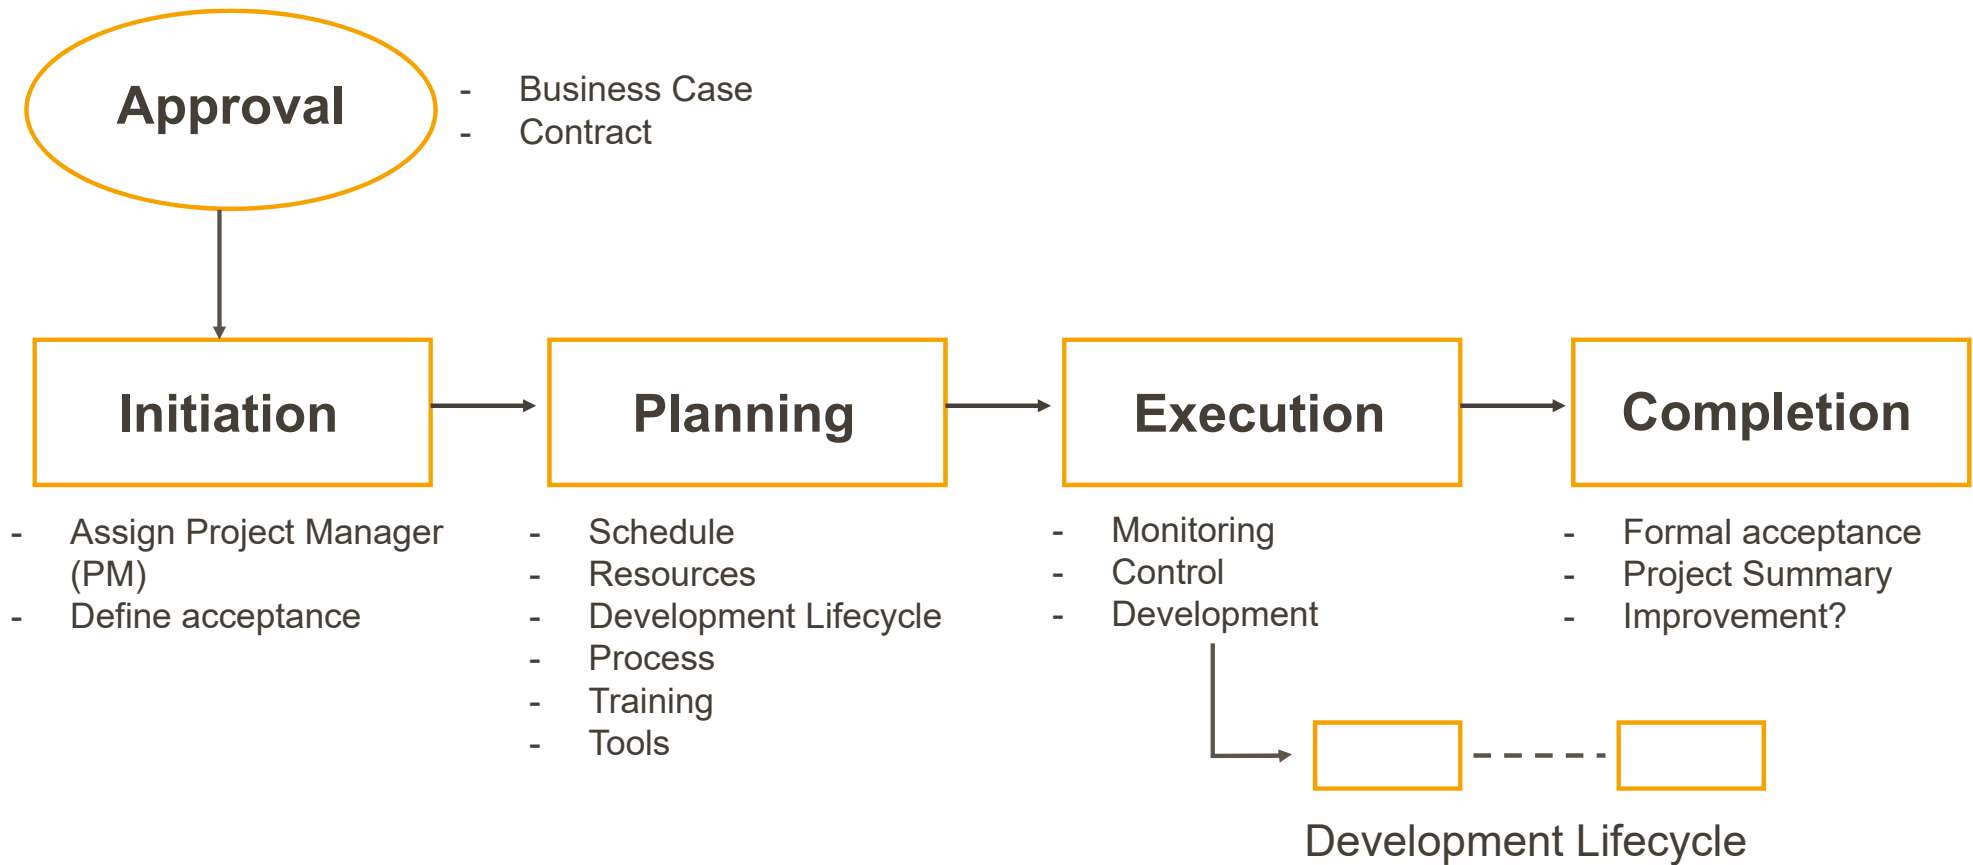 Approval
- Business Case
- Contract
Initiation
- Assign Project Manager
(PM)
- Define acceptance
Planning
- Schedule
- Resources
- Development Lifecycle
- Process
- Training
- Tools
Execution
- Monitoring
- Control
- Development
Completion
- Formal acceptance
- Project Summary
- Improvement?
Development Lifecycle